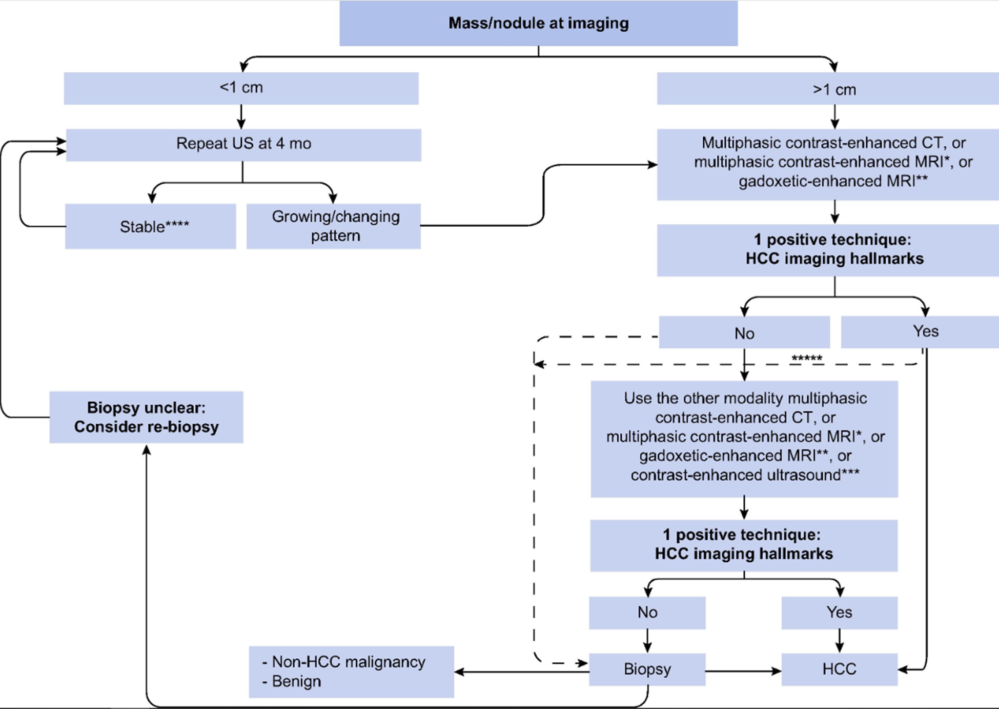 Mass/nodule at imaging
<1 cm
>1 cm
Repeat US at 4 mo
Multiphasic contrast-enhanced CT, or
multiphasic contrast-enhanced MRI*, or
gadoxetic-enhanced MRI**
Stable****
Growing/changing
pattern
1 positive technique:
HCC imaging hallmarks
No
Yes
*****
Use the other modality multiphasic
contrast-enhanced CT, or
multiphasic contrast-enhanced MRI*, or
gadoxetic-enhanced MRI**, or
contrast-enhanced ultrasound***
Biopsy unclear:
Consider re-biopsy
1 positive technique:
HCC imaging hallmarks
No
Yes
- Non-HCC malignancy
- Benign
Biopsy
HCC